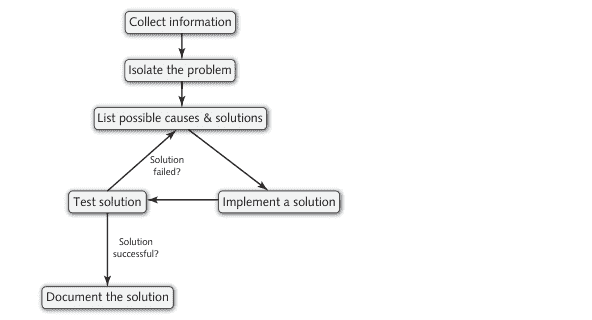 Collect information
Isolate the problem
List possible causes & solutions
Solution
failed?
Test solution
Implement a solution
Solution
successful?
Document the solution